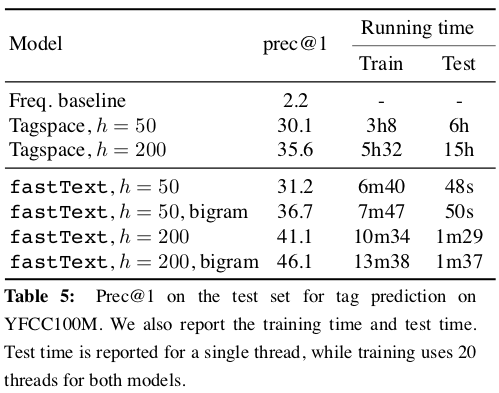 Model prec@1 Running time
Train Test
Freq. baseline 2.2 - -
Tagspace, h = 50 30.1 3h8 6h
Tagspace, h = 200 35.6 5h32 15h
fastText, h = 50 31.2 6m40 48s
fastText, h = 50, bigram 36.7 7m47 50s
fastText, h = 200 41.1 10m34 1m29
fastText, h = 200, bigram 46.1 13m38 1m37
Table 5: Prec@1 on the test set for tag prediction on
YFCC100M. We also report the training time and test time.
Test time is reported for a single thread, while training uses 20
threads for both models.